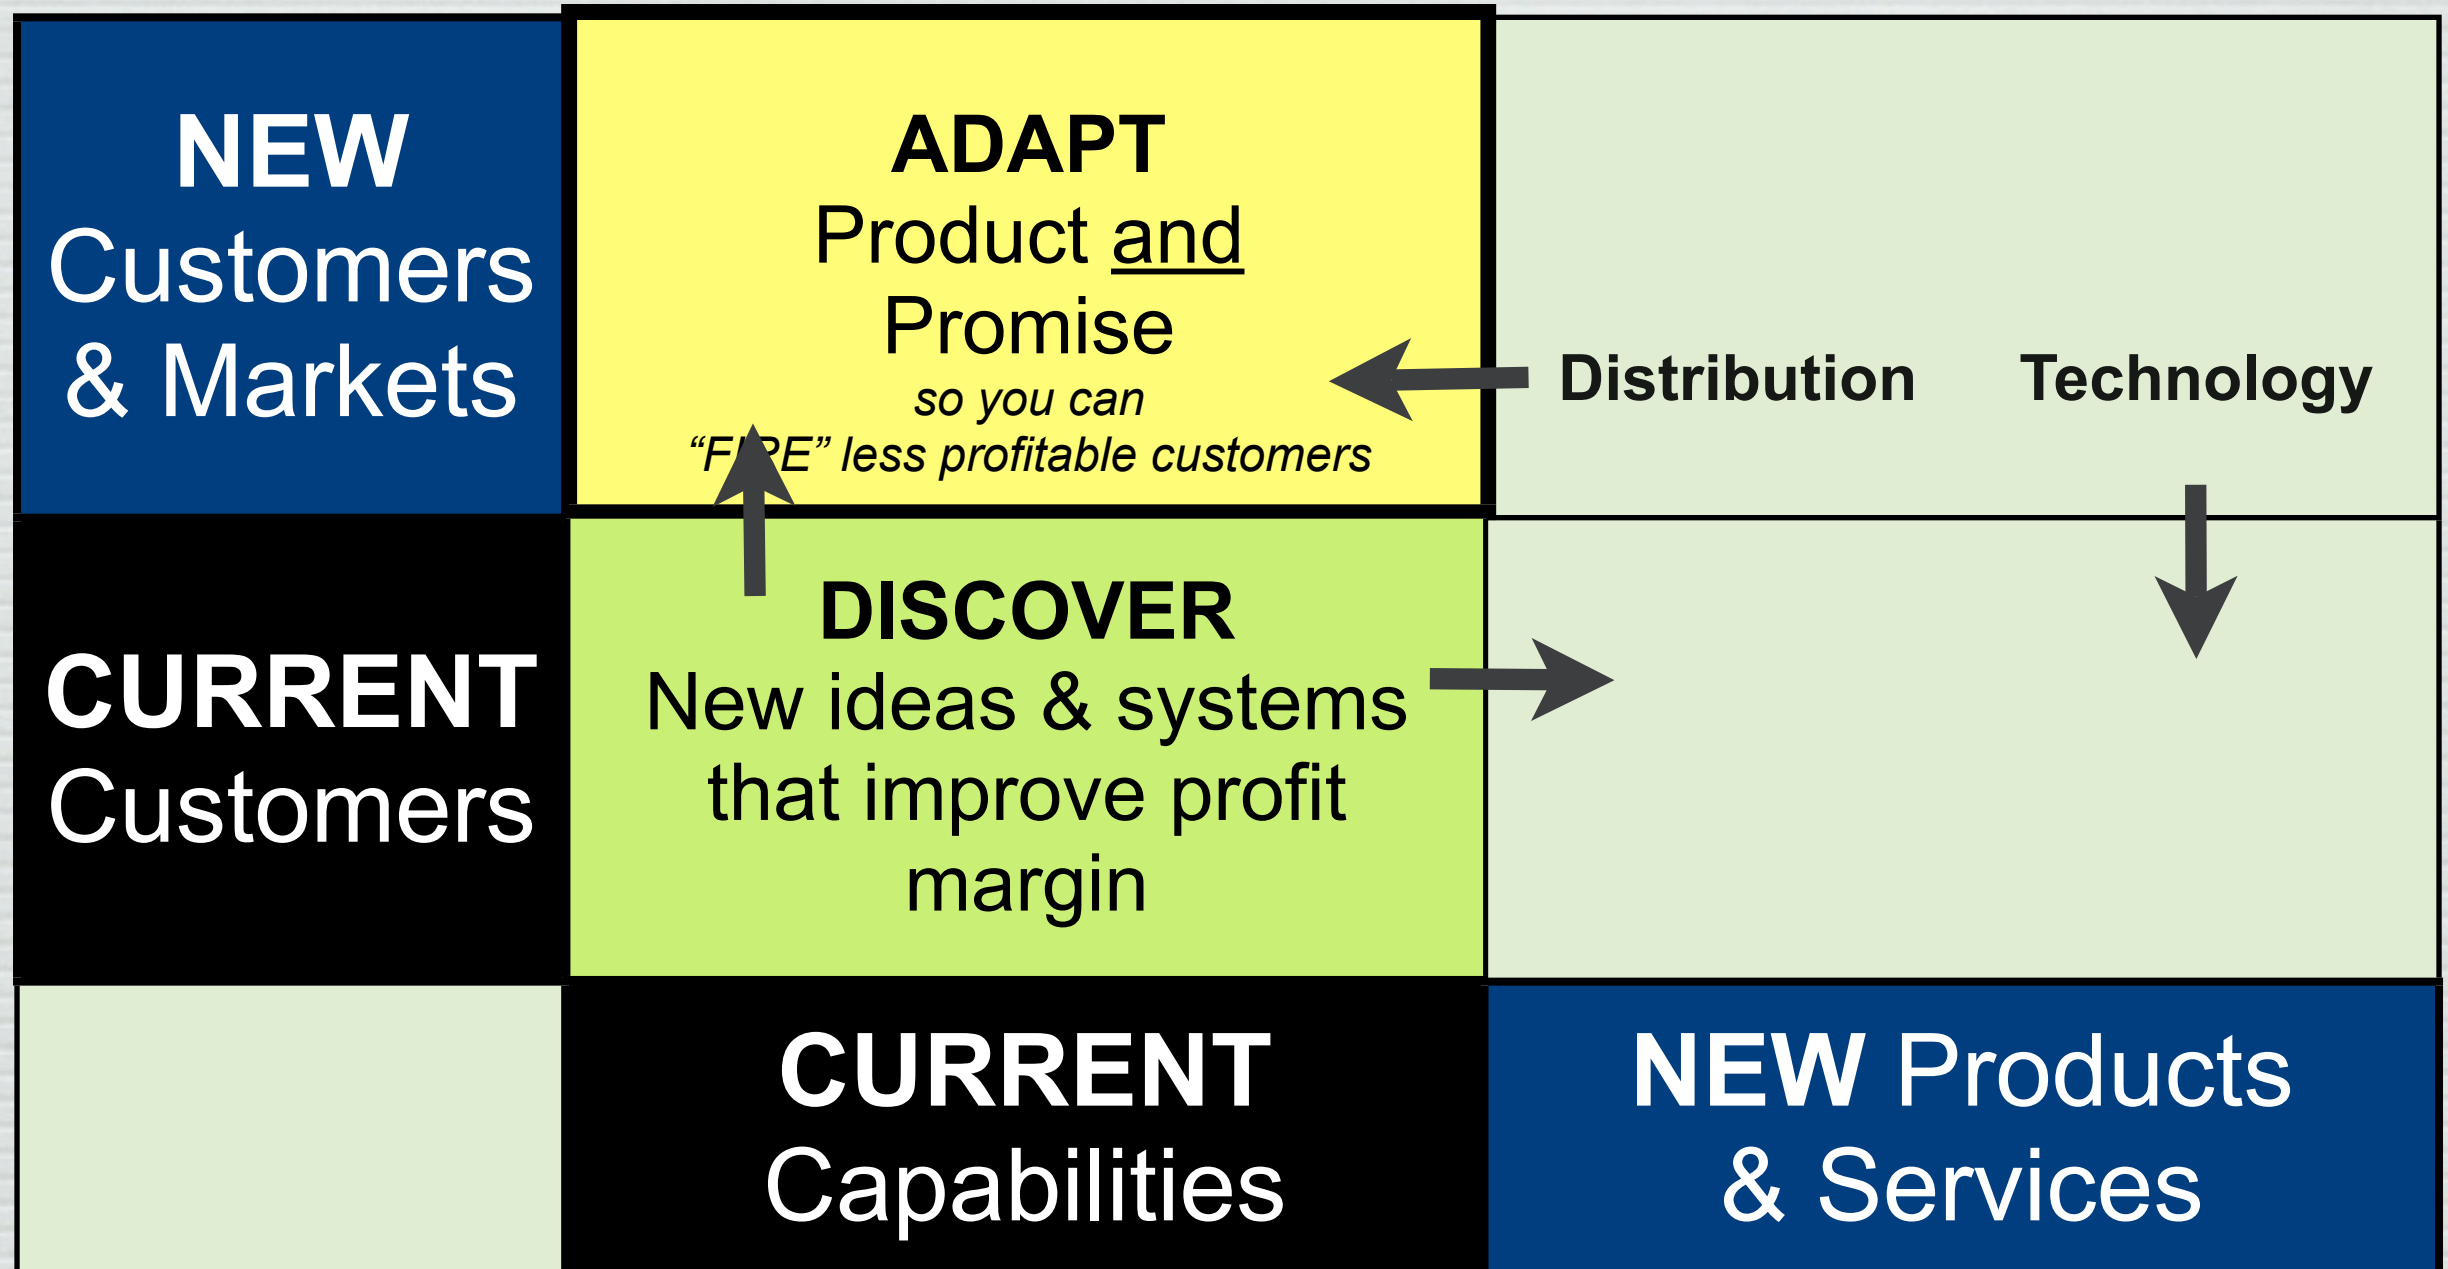 NEW
Customers
& Markets
ADAPT
Product and
Promise
so you can
“FIRE” less profitable customers
Distribution
Technology
CURRENT
Customers
DISCOVER
New ideas & systems
that improve profit
margin
CURRENT
Capabilities
NEW Products
& Services